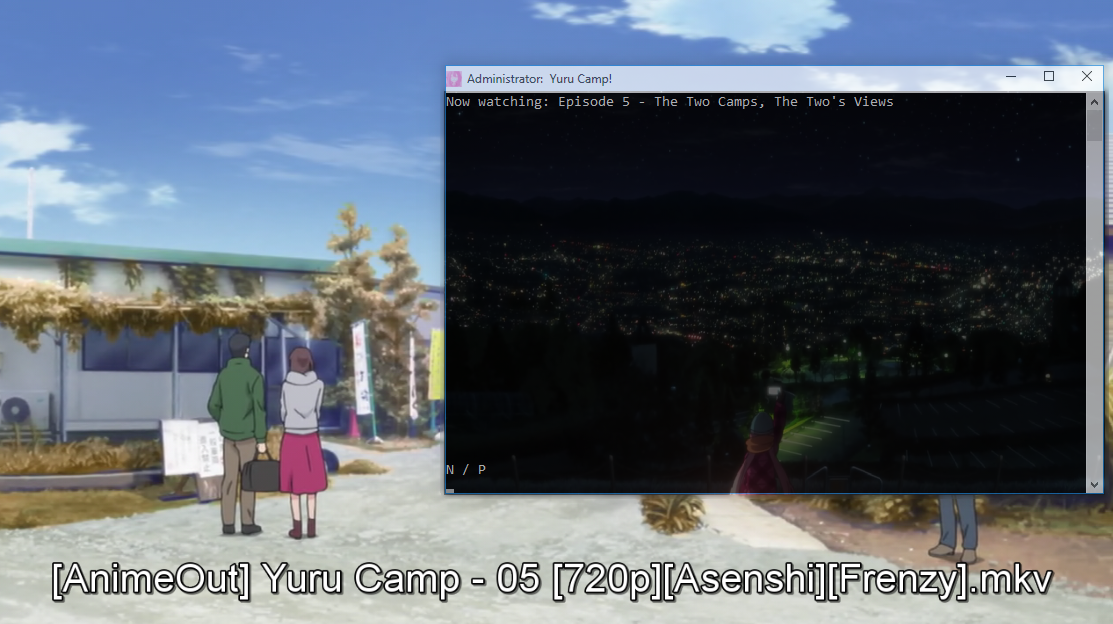 Administrator:  Yuru Camp!
Now watching: Episode 5 - The Two Camps, The Two's Views
N / P
[AnimeOut] Yuru Camp - 05 [720p][Asenshi][Frenzy].mkv